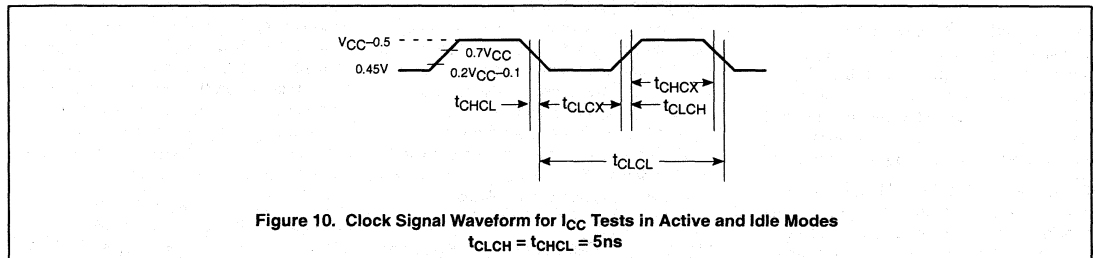 VCC–0.5
0.7VCC
0.45V
0.2VCC–0.1
tCHCX
tCHCL
tCLCX
tCLCH
tCLCL
Figure 10. Clock Signal Waveform for ICC Tests in Active and Idle Modes
tCLCH = tCHCL = 5ns